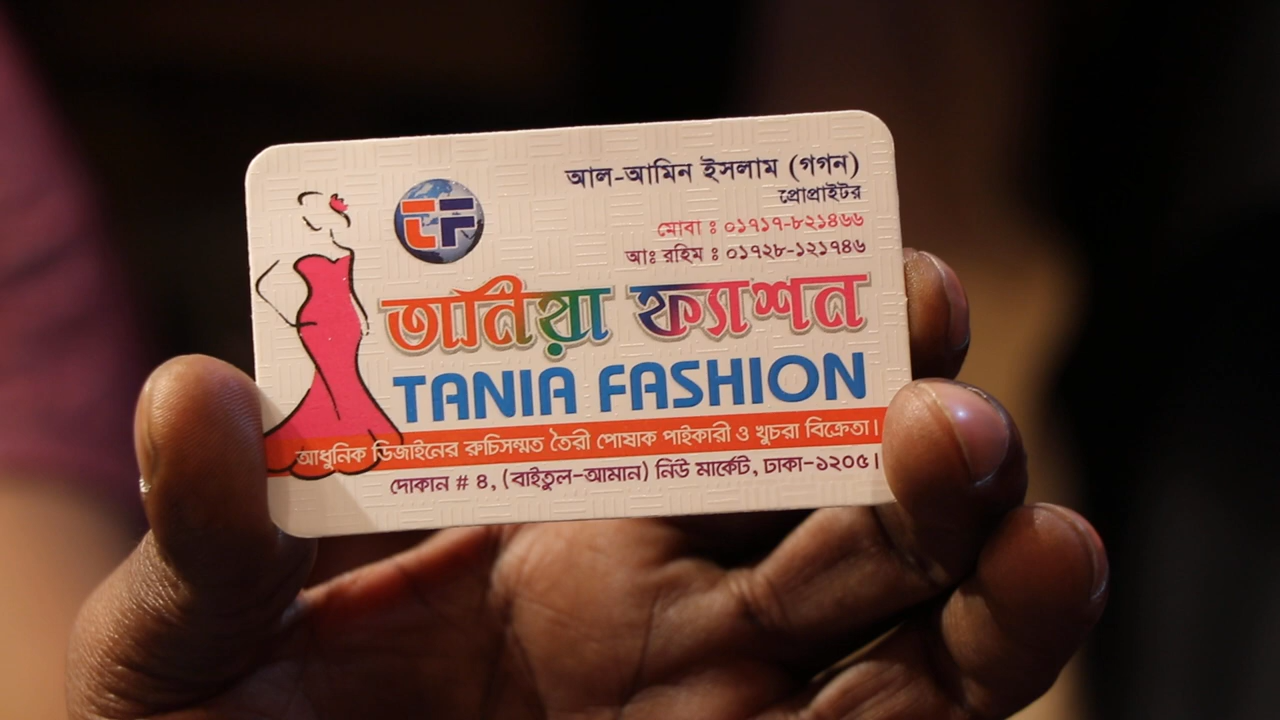 আল-আমিন ইসলাম (গগন)
প্রোপ্রাইটর
মোবা ঃ ০১৭১৭-৮২১৪৬৬
আঃ রহিম ঃ ০১৭২৮-১২১৭৪৬
TF
তানিয়া ফ্যাশন
TANIA FASHION
আধুনিক ডিজাইনের রুচিসম্মত তৈরী পোষাক পাইকারী ও খুচরা বিক্রেতা।
দোকান # ৪, (বাইতুল-আমান) নিউ মার্কেট, ঢাকা-১২০৫।